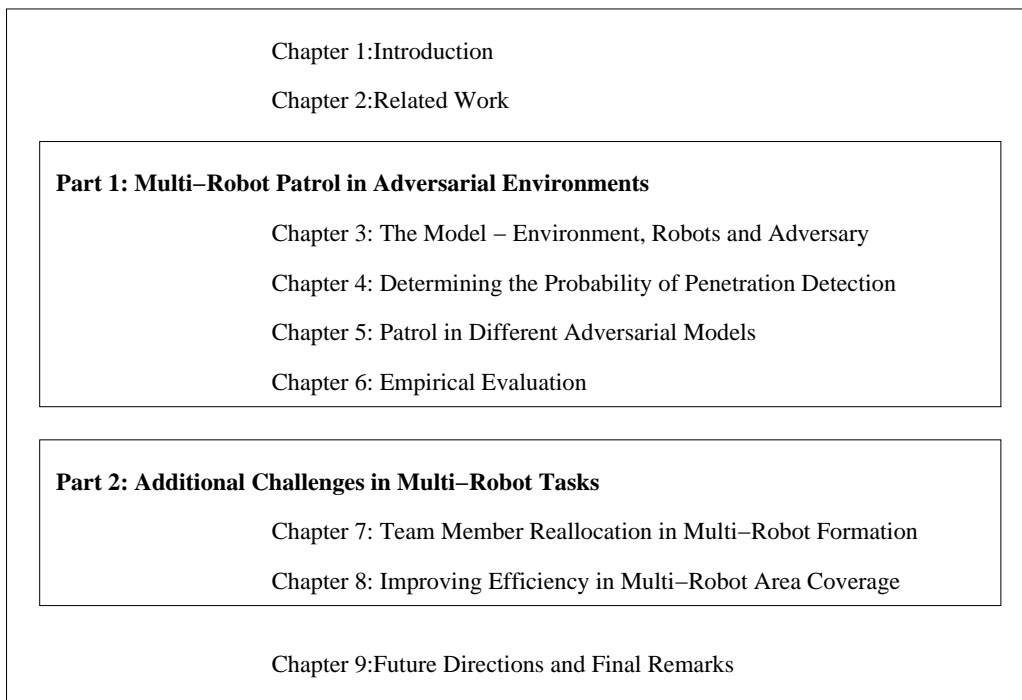 Chapter 1:Introduction
Chapter 2:Related Work
Part 1: Multi−Robot Patrol in Adversarial Environments
Chapter 3: The Model − Environment, Robots and Adversary
Chapter 4: Determining the Probability of Penetration Detection
Chapter 5: Patrol in Different Adversarial Models
Chapter 6: Empirical Evaluation
Part 2: Additional Challenges in Multi−Robot Tasks
Chapter 7: Team Member Reallocation in Multi−Robot Formation
Chapter 8: Improving Efficiency in Multi−Robot Area Coverage
Chapter 9:Future Directions and Final Remarks